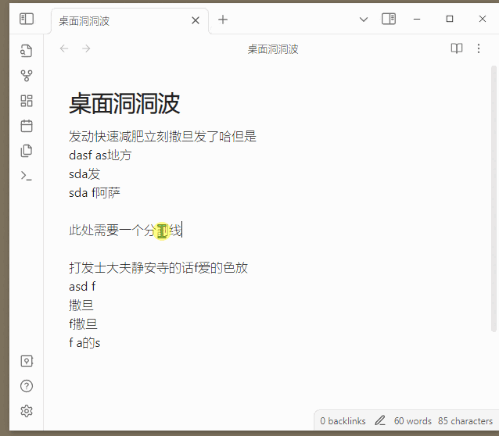 桌面洞洞波
桌面洞洞波
桌面洞洞波
发动快速减肥立刻撒旦发了哈但是
dasf as地方
sda发
sda f阿萨
此处需要一个分割线
打发士大夫静安寺的话f爱的色放
asd f
撒旦
f撒旦
f a的s
0 backlinks 60 words 85 characters